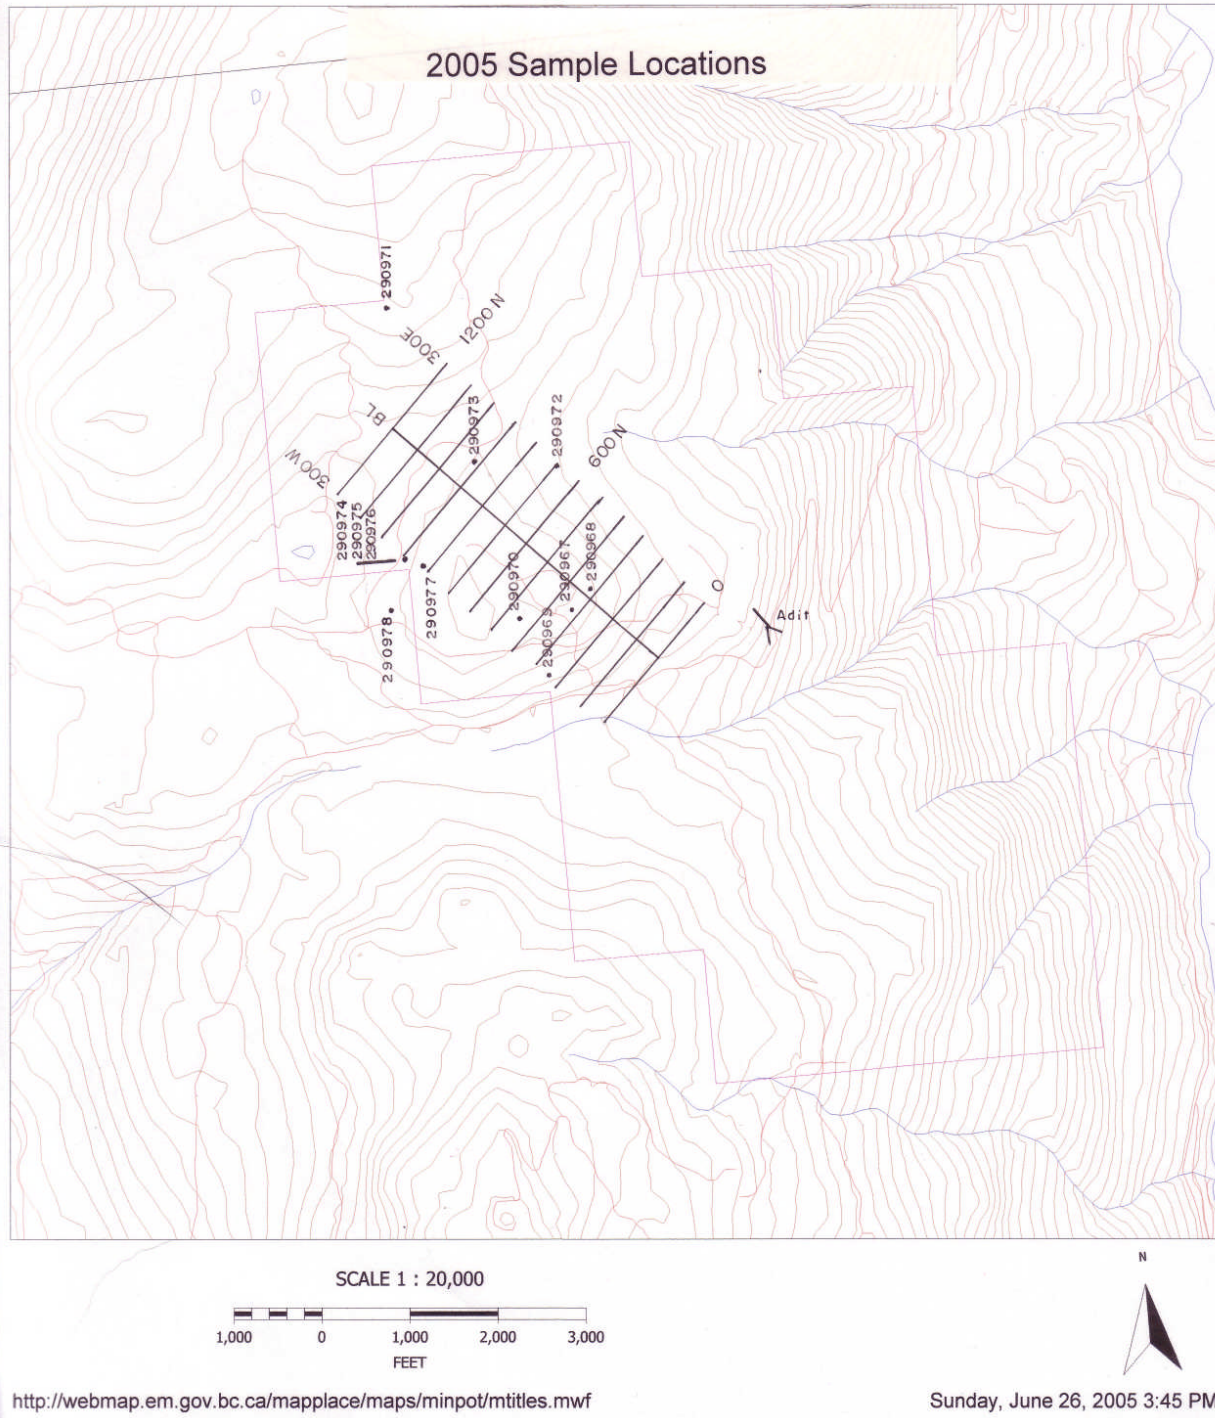 2005 Sample Locations
290971
1200 N
300E
BL
300W
290973
290972
600 N
290974
290975
290976
290977
290978
290970
290969
290967
290968
O
Adit
SCALE 1 : 20,000
1,000 0 1,000 2,000 3,000
FEET
N
http://webmap.em.gov.bc.ca/mapplace/maps/minpot/mtitles.mwf
Sunday, June 26, 2005 3:45 PM